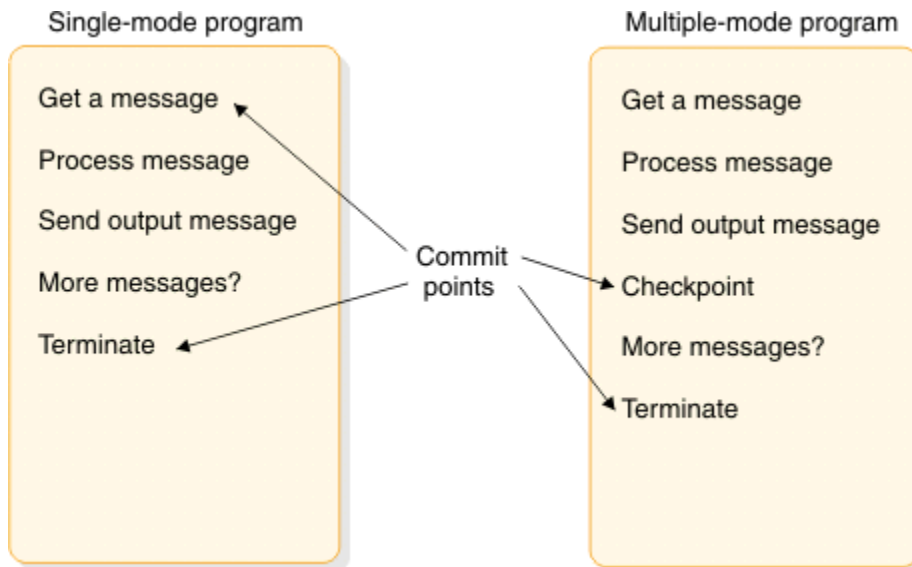 Single-mode program
Get a message
Process message
Send output message
More messages?
Terminate
Commit
points
Multiple-mode program
Get a message
Process message
Send output message
Checkpoint
More messages?
Terminate